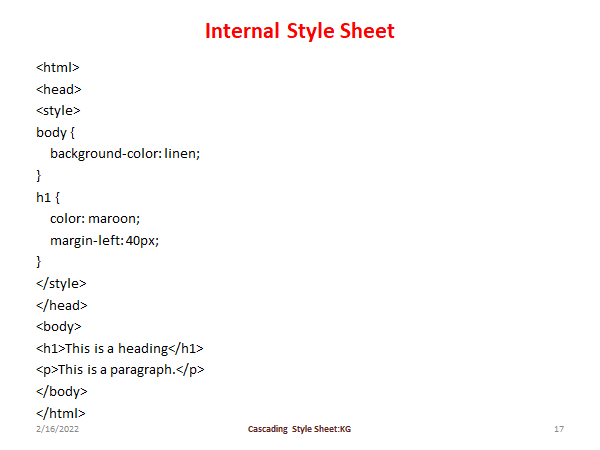 Internal Style Sheet
<html>
<head>
<style>
body {
background-color: linen;
}
h1 {
color: maroon;
margin-left: 40px;
}
</style>
</head>
<body>
<h1>This is a heading</h1>
<p>This is a paragraph.</p>
</body>
</html>
2/16/2022 Cascading Style Sheet:KG 17